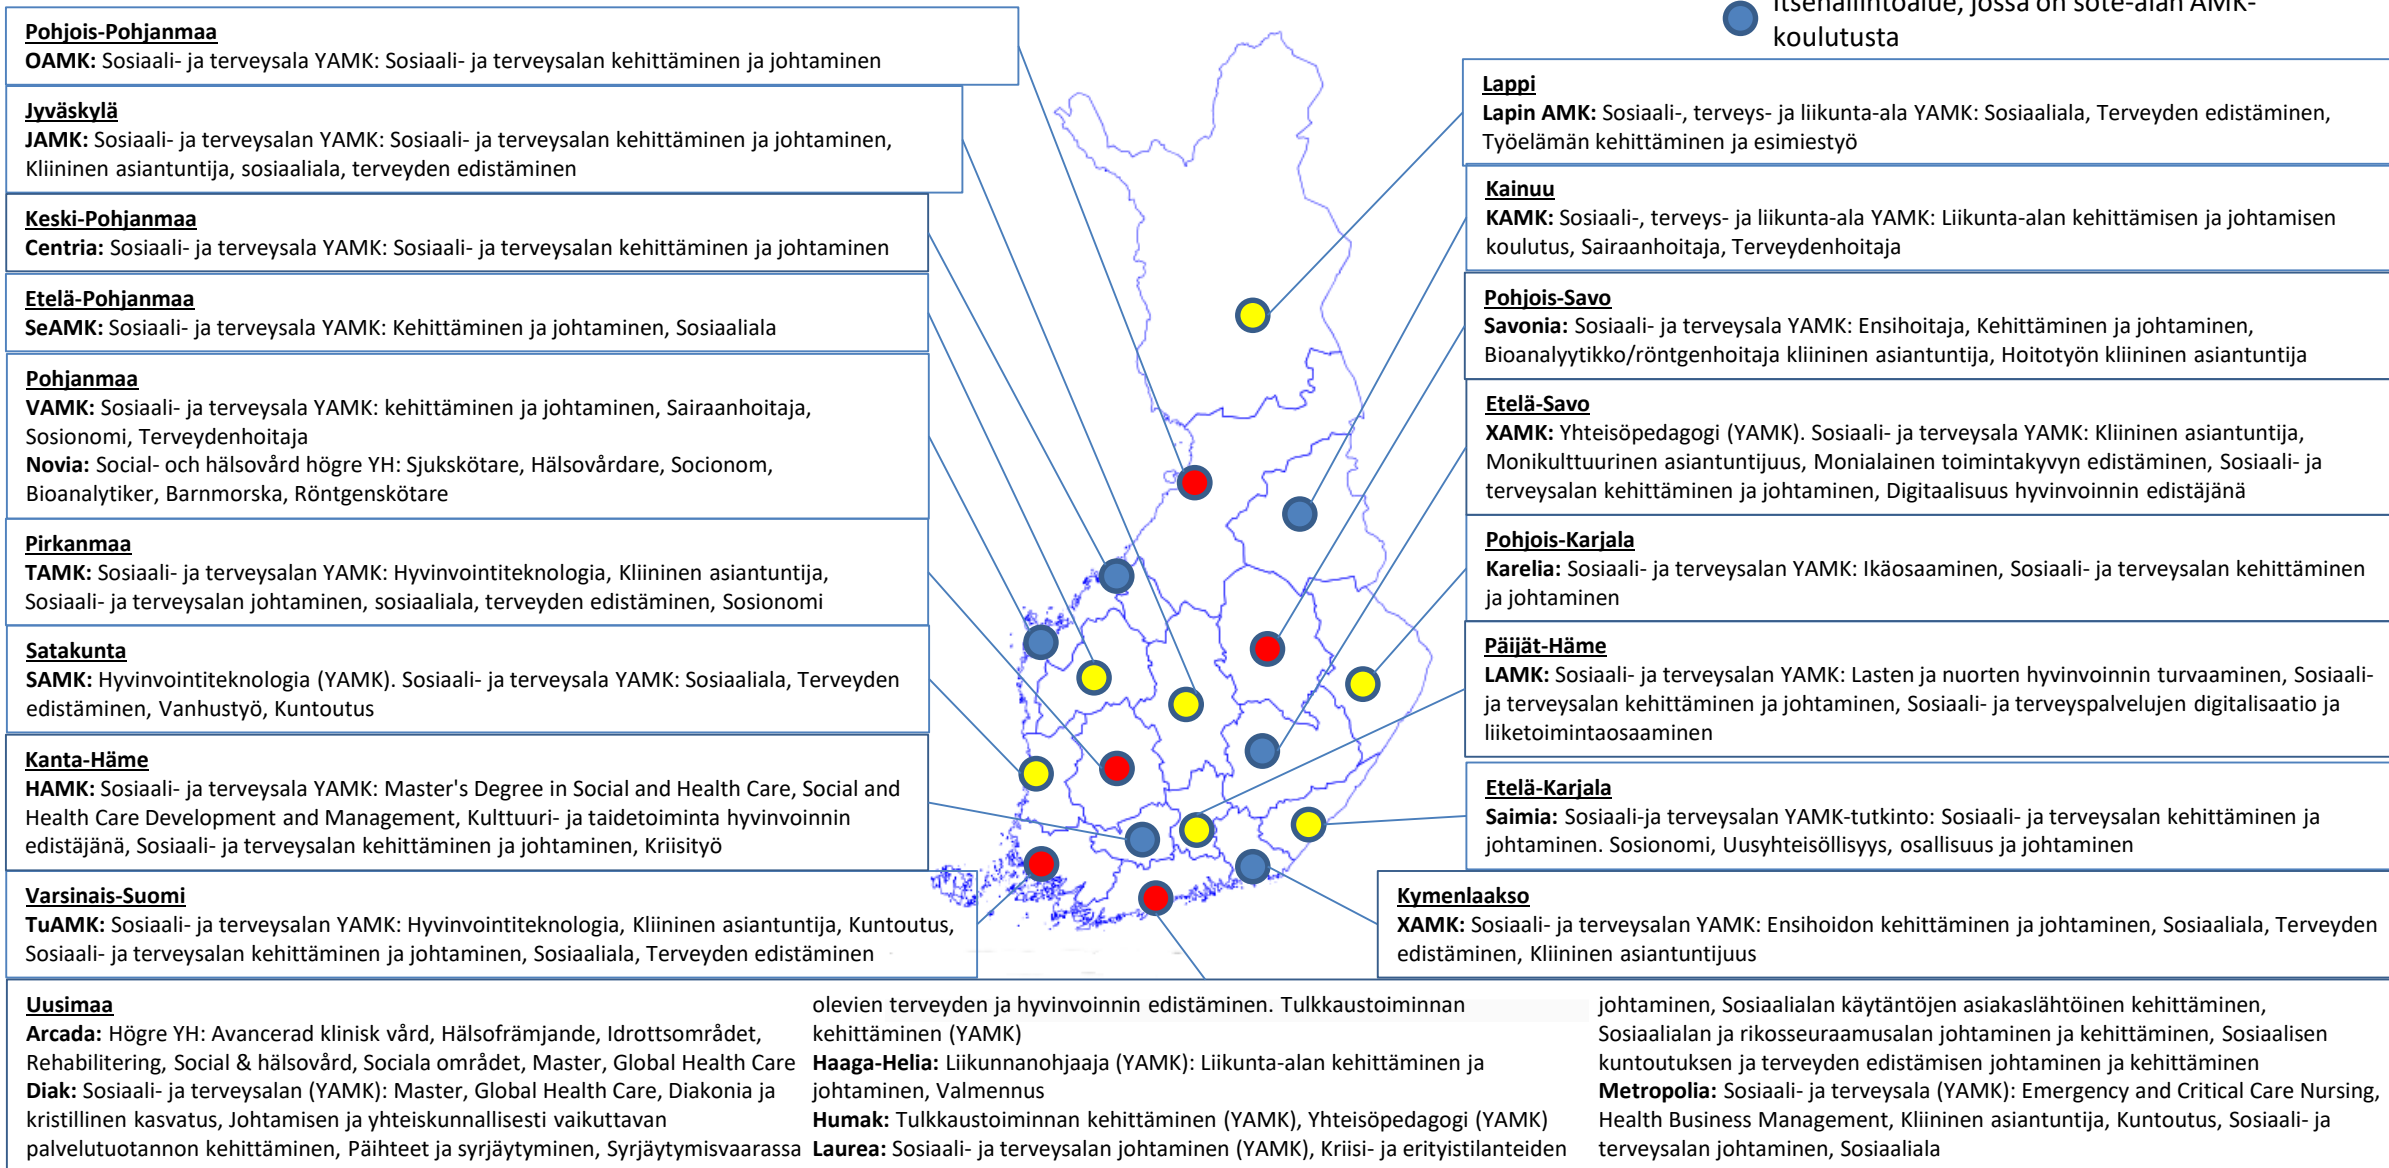 Itsehallintoalue, jossa on sote-alan AMK-
koulutusta
Pohjois-Pohjanmaa
OAMK: Sosiaali- ja terveysala YAMK: Sosiaali- ja terveysalan kehittäminen ja johtaminen
Jyväskylä
JAMK: Sosiaali- ja terveysalan YAMK: Sosiaali- ja terveysalan kehittäminen ja johtaminen,
Kliininen asiantuntija, sosiaaliala, terveyden edistäminen
Keski-Pohjanmaa
Centria: Sosiaali- ja terveysala YAMK: Sosiaali- ja terveysalan kehittäminen ja johtaminen
Etelä-Pohjanmaa
SeAMK: Sosiaali- ja terveysala YAMK: Kehittäminen ja johtaminen, Sosiaaliala
Pohjanmaa
VAMK: Sosiaali- ja terveysala YAMK: kehittäminen ja johtaminen, Sairaanhoitaja,
Sosionomi, Terveydenhoitaja
Novia: Social- och hälsovård högre YH: Sjukskötare, Hälsovårdare, Socionom,
Bioanalytiker, Barnmorska, Röntgenskötare
Pirkanmaa
TAMK: Sosiaali- ja terveysalan YAMK: Hyvinvointiteknologia, Kliininen asiantuntija,
Sosiaali- ja terveysalan johtaminen, sosiaaliala, terveyden edistäminen, Sosionomi
Satakunta
SAMK: Hyvinvointiteknologia (YAMK). Sosiaali- ja terveysala YAMK: Sosiaaliala, Terveyden
edistäminen, Vanhustyö, Kuntoutus
Kanta-Häme
HAMK: Sosiaali- ja terveysala YAMK: Master's Degree in Social and Health Care, Social and
Health Care Development and Management, Kulttuuri- ja taidetoiminta hyvinvoinnin
edistäjänä, Sosiaali- ja terveysalan kehittäminen ja johtaminen, Kriisityö
Varsinais-Suomi
TuAMK: Sosiaali- ja terveysalan YAMK: Hyvinvointiteknologia, Kliininen asiantuntija, Kuntoutus,
Sosiaali- ja terveysalan kehittäminen ja johtaminen, Sosiaaliala, Terveyden edistäminen
Lappi
Lapin AMK: Sosiaali-, terveys- ja liikunta-ala YAMK: Sosiaaliala, Terveyden edistäminen,
Työelämän kehittäminen ja esimiestyö
Kainuu
KAMK: Sosiaali-, terveys- ja liikunta-ala YAMK: Liikunta-alan kehittämisen ja johtamisen
koulutus, Sairaanhoitaja, Terveydenhoitaja
Pohjois-Savo
Savonia: Sosiaali- ja terveysala YAMK: Ensihoitaja, Kehittäminen ja johtaminen,
Bioanalyytikko/röntgenhoitaja kliininen asiantuntija, Hoitotyön kliininen asiantuntija
Etelä-Savo
XAMK: Yhteisöpedagogi (YAMK). Sosiaali- ja terveysala YAMK: Kliininen asiantuntija,
Monikulttuurinen asiantuntijuus, Monialainen toimintakyvyn edistäminen, Sosiaali- ja
terveysalan kehittäminen ja johtaminen, Digitaalisuus hyvinvoinnin edistäjänä
Pohjois-Karjala
Karelia: Sosiaali- ja terveysalan YAMK: Ikäosaaminen, Sosiaali- ja terveysalan kehittäminen
ja johtaminen
Päijät-Häme
LAMK: Sosiaali- ja terveysalan YAMK: Lasten ja nuorten hyvinvoinnin turvaaminen, Sosiaali-
ja terveysalan kehittäminen ja johtaminen, Sosiaali- ja terveyspalvelujen digitalisaatio ja
liiketoimintaosaaminen
Etelä-Karjala
Saimia: Sosiaali-ja terveysalan YAMK-tutkinto: Sosiaali- ja terveysalan kehittäminen ja
johtaminen. Sosionomi, Uusyhteisöllisyys, osallisuus ja johtaminen
Kymenlaakso
XAMK: Sosiaali- ja terveysalan YAMK: Ensihoidon kehittäminen ja johtaminen, Sosiaaliala, Terveyden
edistäminen, Kliininen asiantuntijuus
Uusimaa
Arcada: Högre YH: Avancerad klinisk vård, Hälsofrämjande, Idrottsområdet,
Rehabilitering, Social & hälsovård, Sociala området, Master, Global Health Care
Diak: Sosiaali- ja terveysalan (YAMK): Master, Global Health Care, Diakonia ja
kristillinen kasvatus, Johtamisen ja yhteiskunnallisesti vaikuttavan
palvelutuotannon kehittäminen, Päihteet ja syrjäytyminen, Syrjäytymisvaarassa
olevien terveyden ja hyvinvoinnin edistäminen. Tulkkaustoiminnan
kehittäminen (YAMK)
Haaga-Helia: Liikunnanohjaaja (YAMK): Liikunta-alan kehittäminen ja
johtaminen, Valmennus
Humak: Tulkkaustoiminnan kehittäminen (YAMK), Yhteisöpedagogi (YAMK)
Laurea: Sosiaali- ja terveysalan johtaminen (YAMK), Kriisi- ja erityistilanteiden
johtaminen, Sosiaalialan käytäntöjen asiakaslähtöinen kehittäminen,
Sosiaalialan ja rikosseuraamusalan johtaminen ja kehittäminen, Sosiaalisen
kuntoutuksen ja terveyden edistämisen johtaminen ja kehittäminen
Metropolia: Sosiaali- ja terveysala (YAMK): Emergency and Critical Care Nursing,
Health Business Management, Kliininen asiantuntija, Kuntoutus, Sosiaali- ja
terveysalan johtaminen, Sosiaaliala